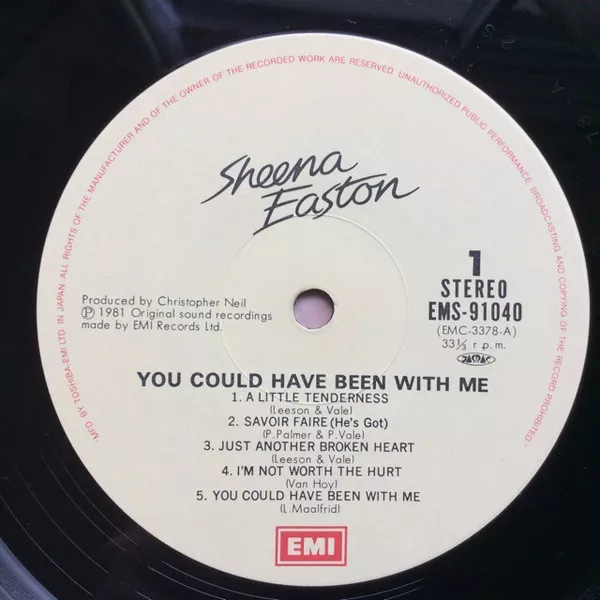 MFD BY TOSHIBA-EMI LTD IN JAPAN ALL RIGHTS OF THE MANUFACTURER AND OF THE OWNER OF THE RECORDED WORK ARE RESERVED. UNAUTHORIZED PUBLIC PERFORMANCE, BROADCASTING AND COPYING OF THE RECORD PROHIBITED.
Sheena
Easton
1
STEREO
EMS-91040
(EMC-3378-A)
33⅓ r p.m.
Produced by Christopher Neil
Ⓟ 1981 Original sound recordings
made by EMI Records Ltd.
YOU COULD HAVE BEEN WITH ME
1. A LITTLE TENDERNESS
(Leeson & Vale)
2. SAVOIR FAIRE (He's Got)
(P. Palmer & P. Vale)
3. JUST ANOTHER BROKEN HEART
(Leeson & Vale)
4. I'M NOT WORTH THE HURT
(Van Hoy)
5. YOU COULD HAVE BEEN WITH ME
(L. Maalfrid)
EMI